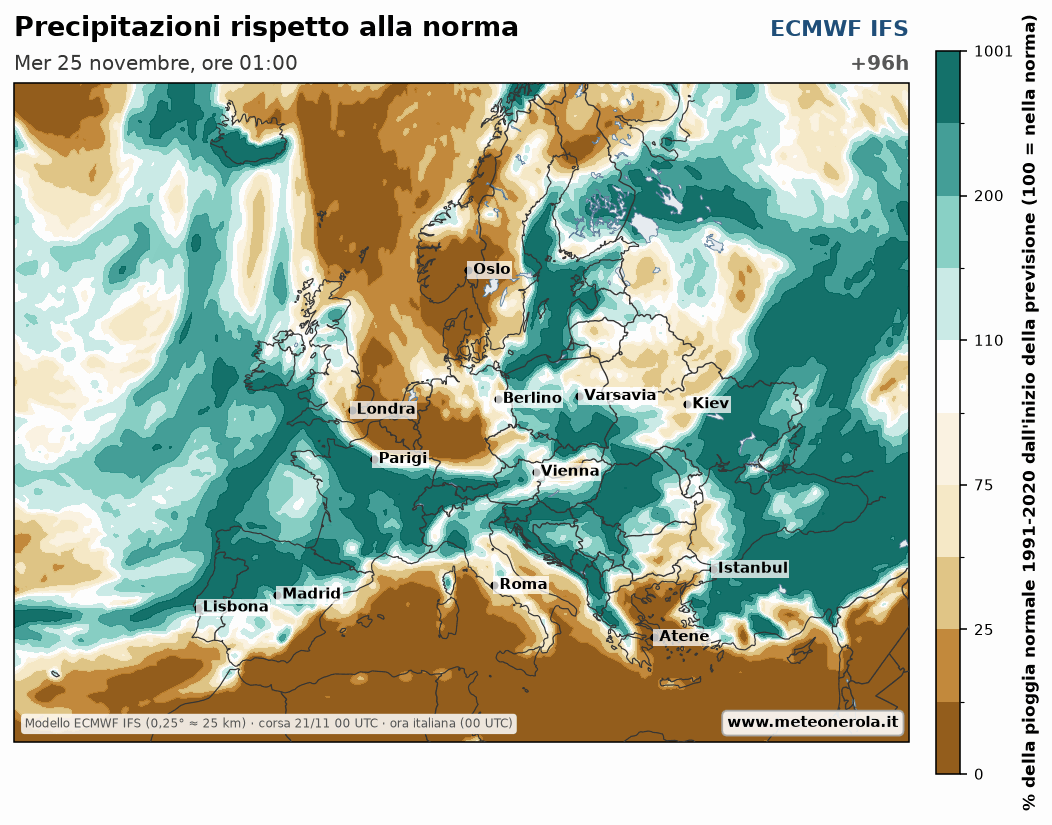 Precipitazioni rispetto alla norma
ECMWF IFS
Mer 25 novembre, ore 01:00
+96h
Oslo
Londra
Berlino
Varsavia
Kiev
Parigi
Vienna
Istanbul
Roma
Madrid
Lisbona
Atene
Modello ECMWF IFS (0,25° ≈ 25 km) · corsa 21/11 00 UTC · ora italiana (00 UTC)
www.meteonerola.it
1001
200
110
75
25
0
% della pioggia normale 1991-2020 dall'inizio della previsione (100 = nella norma)